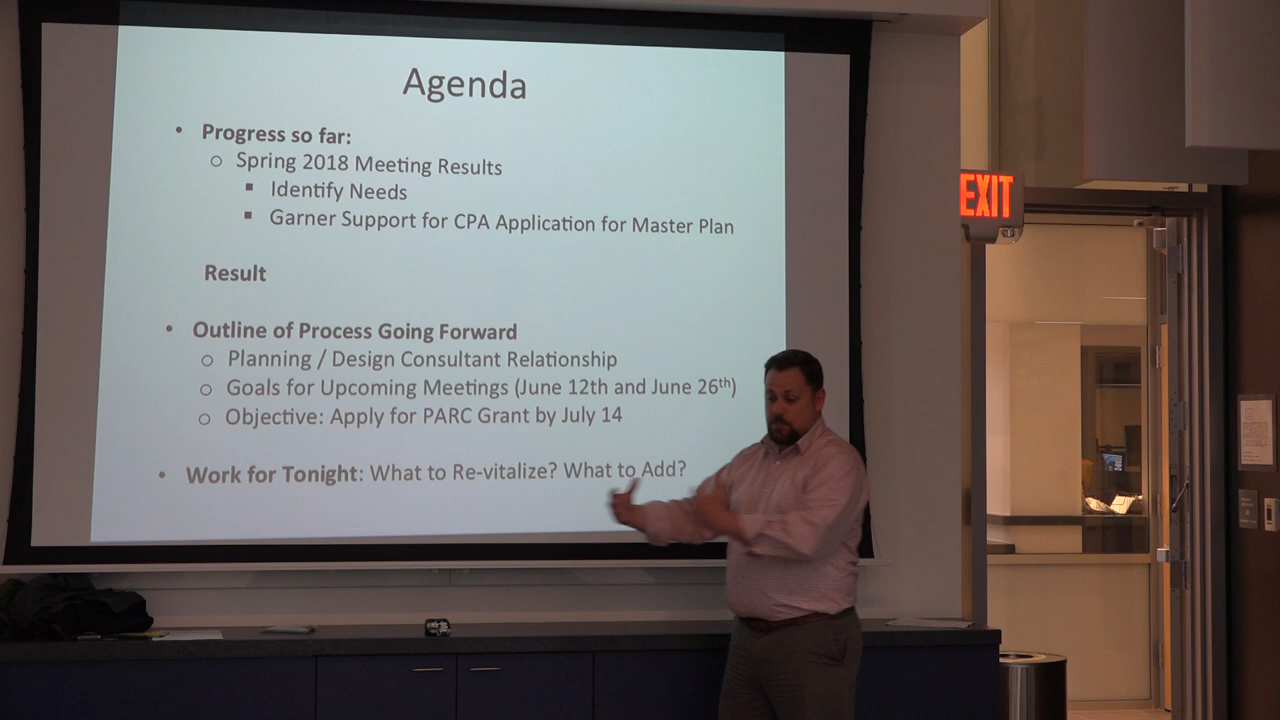 Agenda
• Progress so far:
○ Spring 2018 Meeting Results
▪ Identify Needs
▪ Garner Support for CPA Application for Master Plan
Result
• Outline of Process Going Forward
○ Planning / Design Consultant Relationship
○ Goals for Upcoming Meetings (June 12th and June 26th)
○ Objective: Apply for PARC Grant by July 14
• Work for Tonight: What to Re-vitalize? What to Add?
EXIT